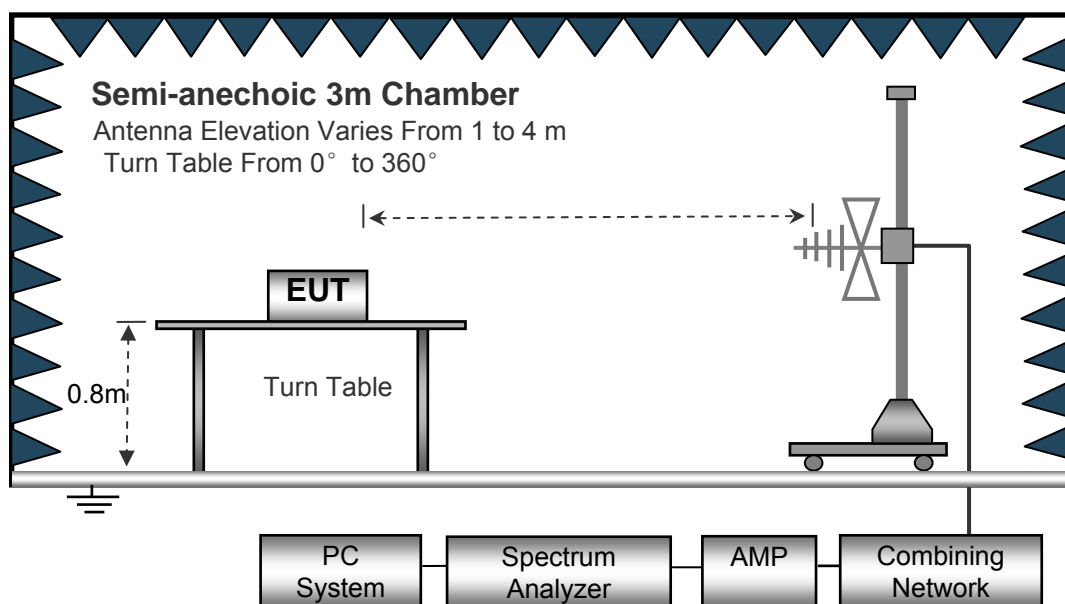 Semi-anechoic 3m Chamber
Antenna Elevation Varies From 1 to 4 m
Turn Table From 0° to 360°
EUT
0.8m
Turn Table
PC
System
Spectrum
Analyzer
AMP
Combining
Network